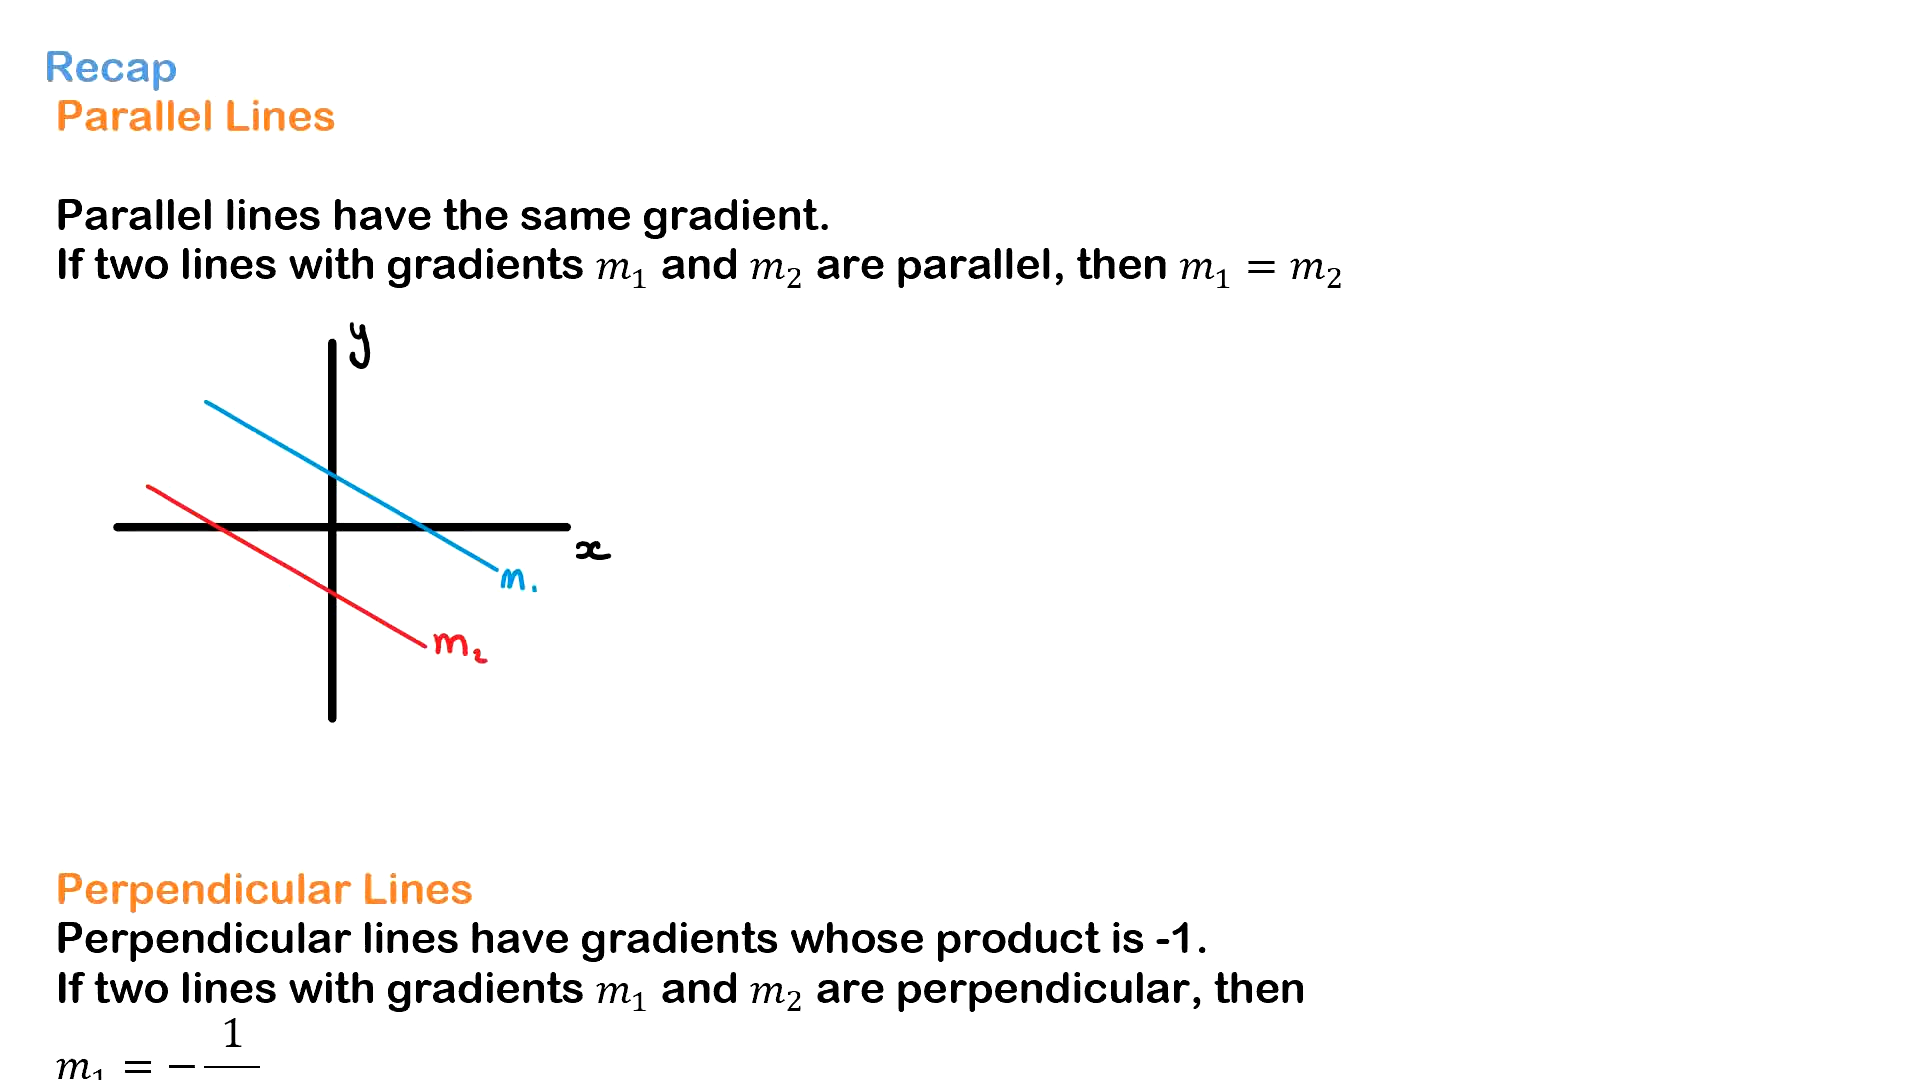 Recap
Parallel Lines
Parallel lines have the same gradient.
If two lines with gradients m₁ and m₂ are parallel, then m₁ = m₂
y
x
m₁
m₂
Perpendicular Lines
Perpendicular lines have gradients whose product is -1.
If two lines with gradients m₁ and m₂ are perpendicular, then
m₁ = − 1